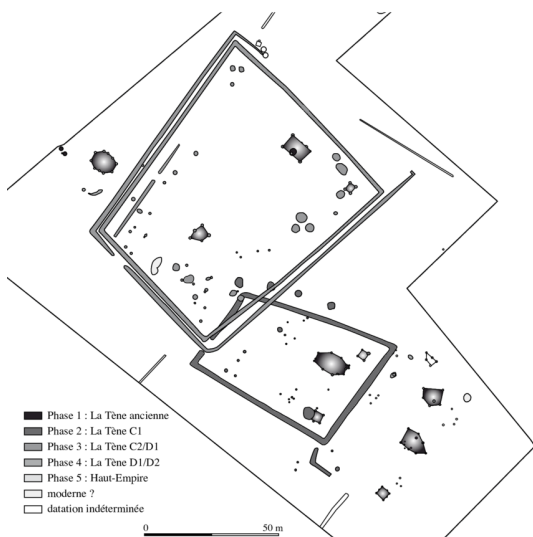 Phase 1 : La Tène ancienne
Phase 2 : La Tène C1
Phase 3 : La Tène C2/D1
Phase 4 : La Tène D1/D2
Phase 5 : Haut-Empire
moderne ?
datation indéterminée
0 50 m